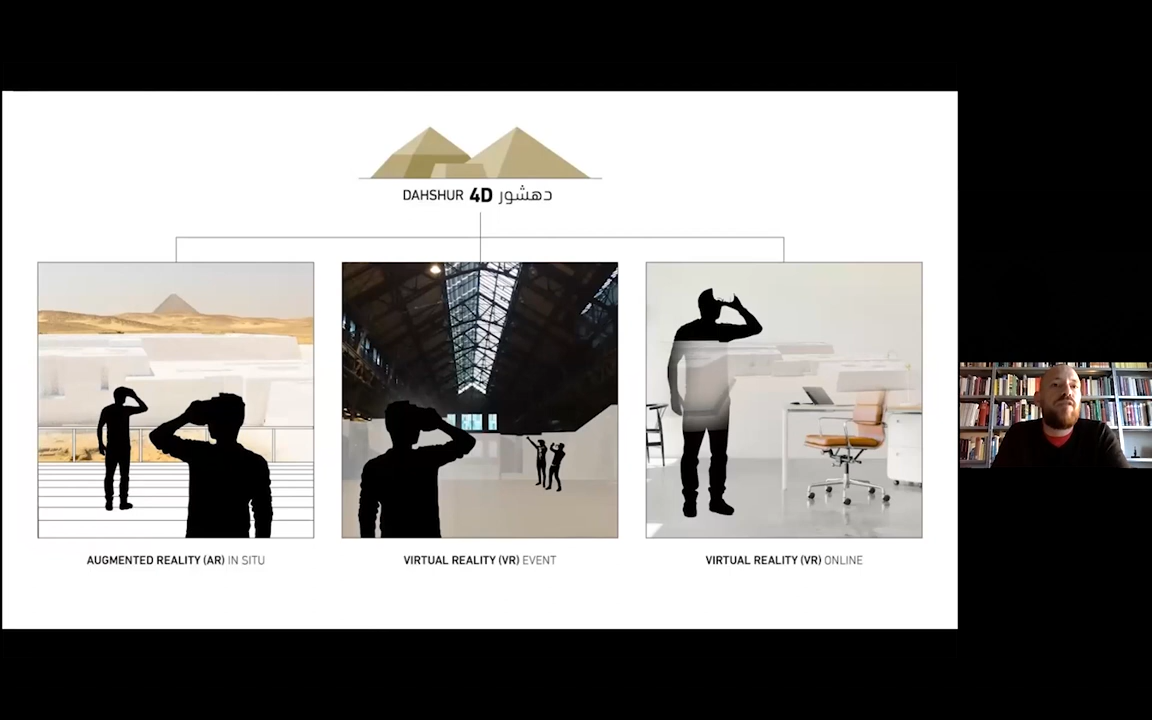 DAHSHUR 4D دهشور
AUGMENTED REALITY (AR) IN SITU
VIRTUAL REALITY (VR) EVENT
VIRTUAL REALITY (VR) ONLINE